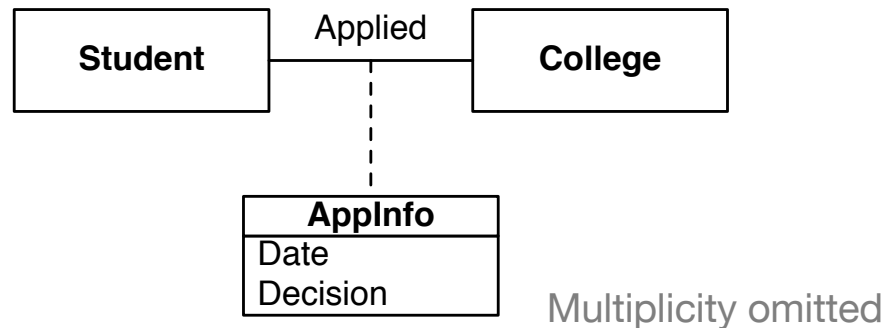 Applied
Student
College
AppInfo
Date
Decision
Multiplicity omitted